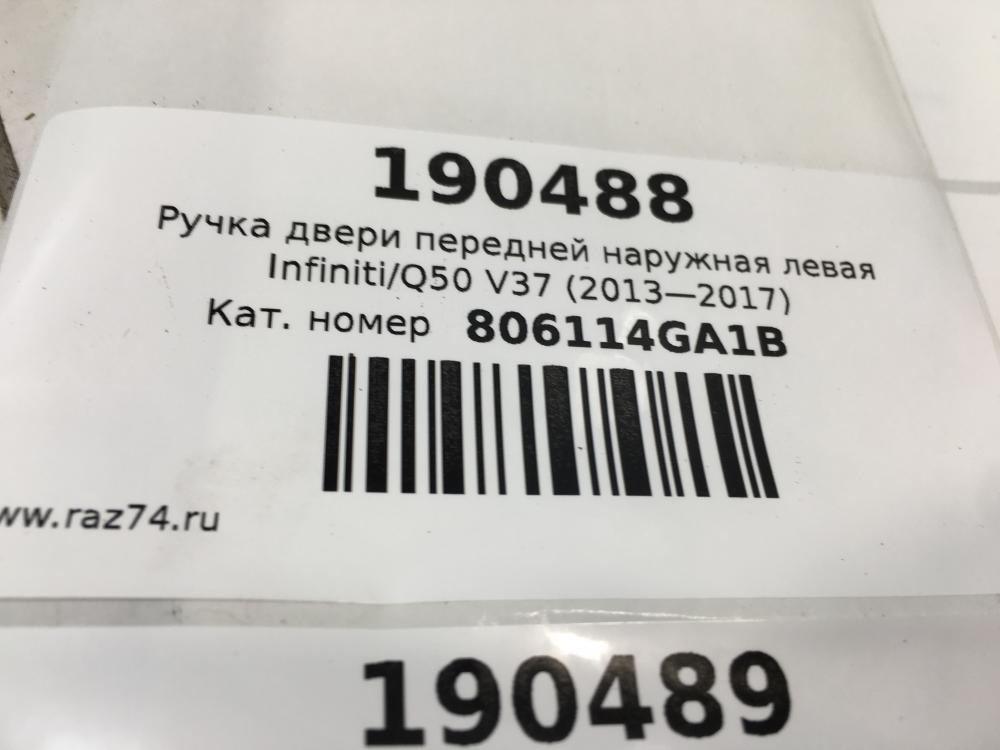 190488
Ручка двери передней наружная левая
Infiniti/Q50 V37 (2013—2017)
Кат. номер 806114GA1B
ww.raz74.ru
190489